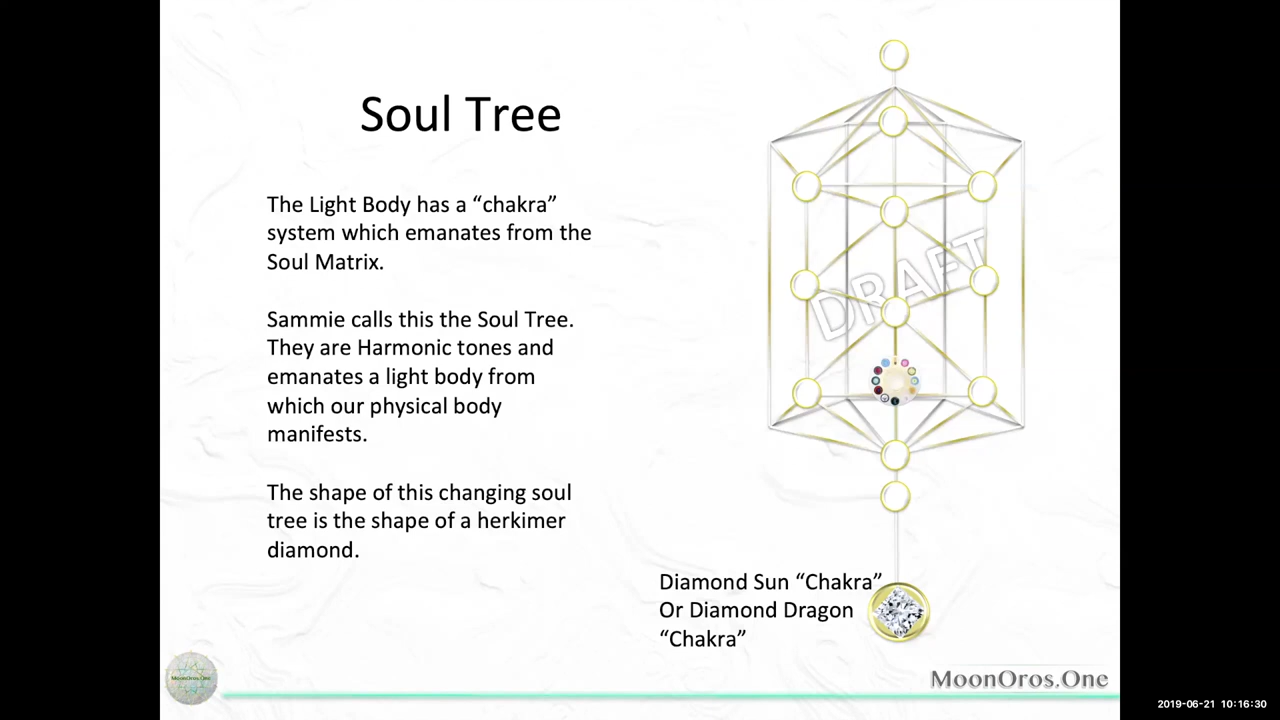 Soul Tree
The Light Body has a “chakra”
system which emanates from the
Soul Matrix.
Sammie calls this the Soul Tree.
They are Harmonic tones and
emanates a light body from
which our physical body
manifests.
The shape of this changing soul
tree is the shape of a herkimer
diamond.
DRAFT
Diamond Sun “Chakra”
Or Diamond Dragon
“Chakra”
MoonOros.One
MoonOros.One
2019-06-21 10:16:30